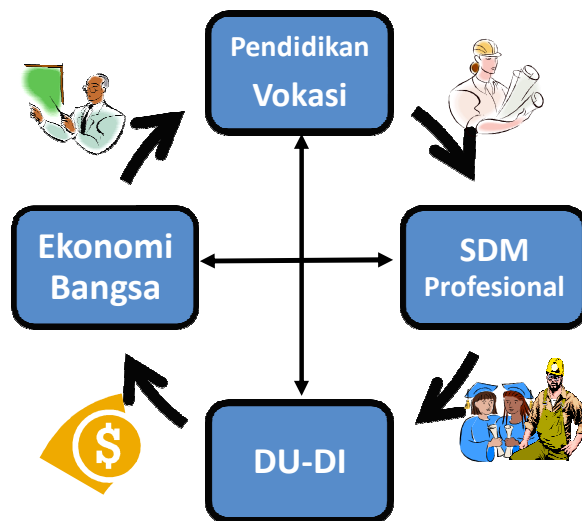 Pendidikan
Vokasi
Ekonomi
Bangsa
SDM
Profesional
$
DU-DI